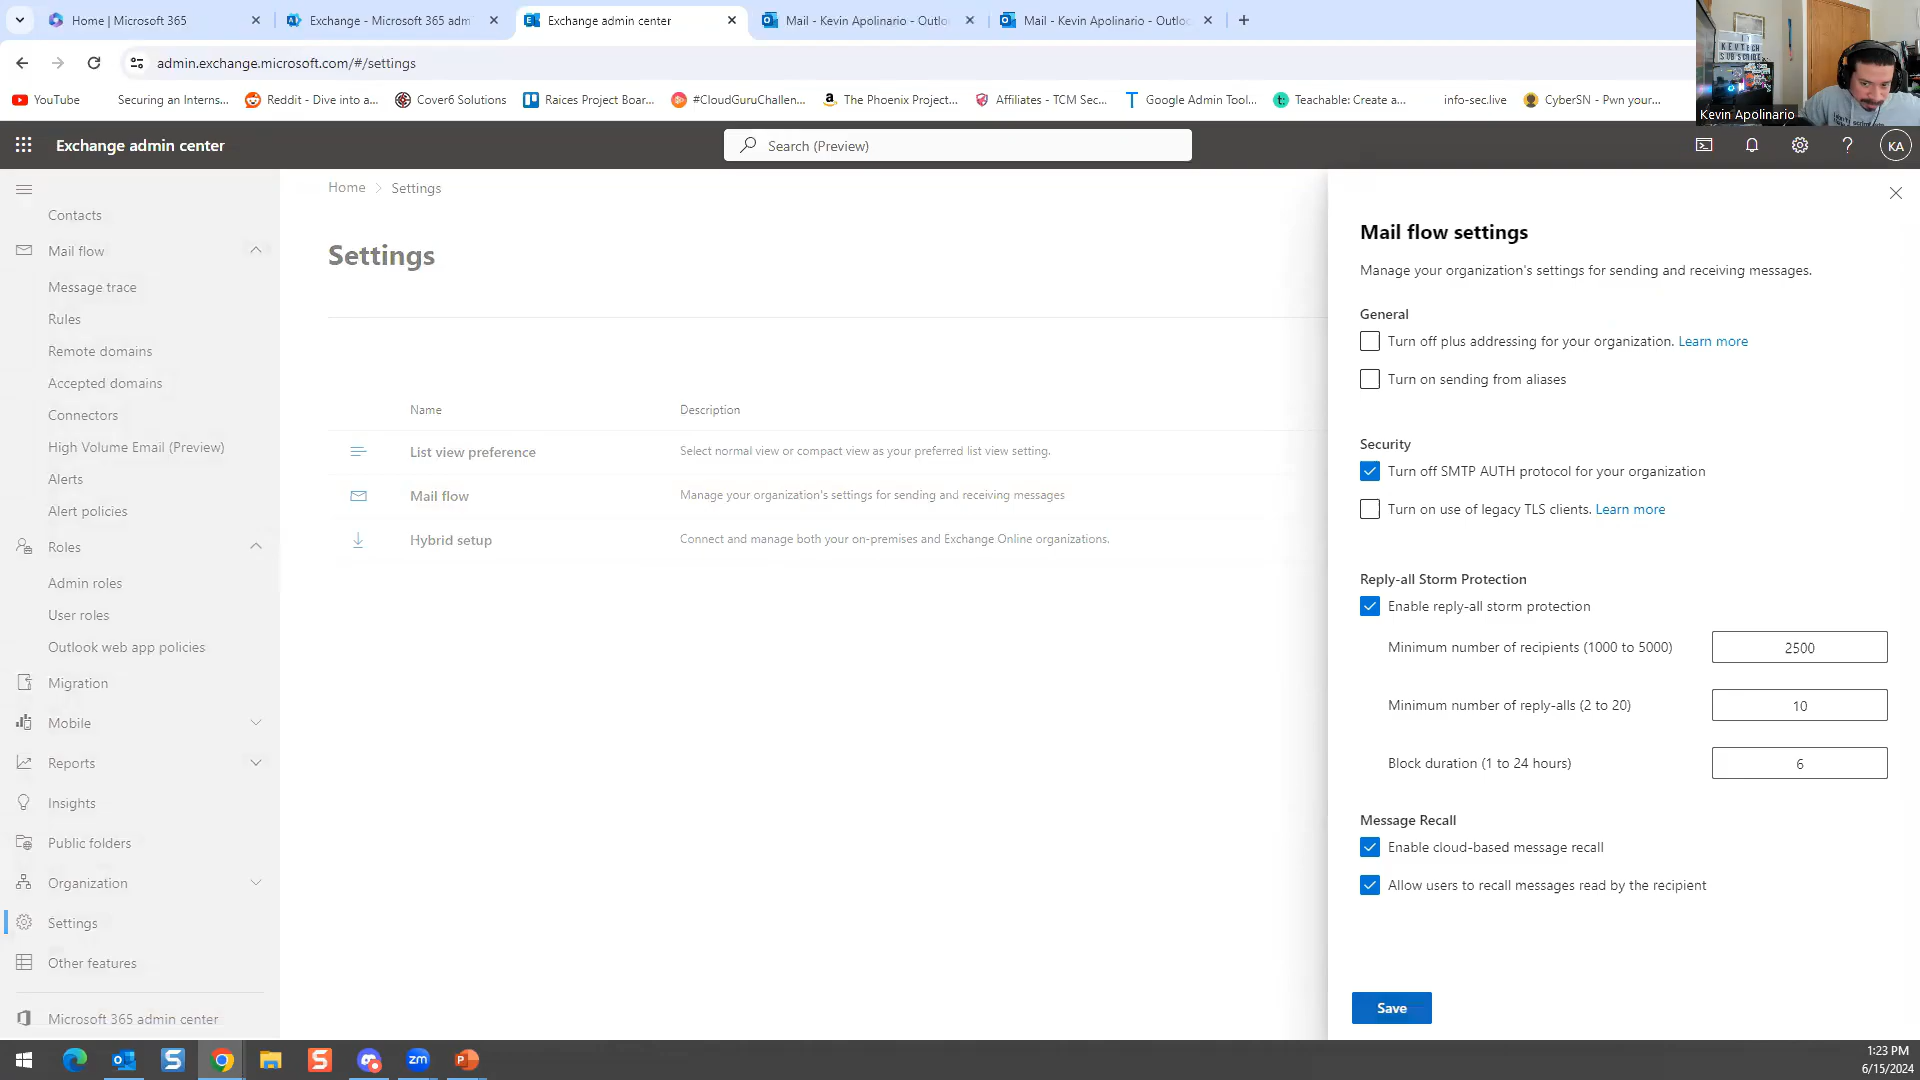 Home | Microsoft 365
Exchange - Microsoft 365 adm
Exchange admin center
Mail - Kevin Apolinario - Outlo
Mail - Kevin Apolinario - Outlo
admin.exchange.microsoft.com/#/settings
YouTube
Securing an Interns...
Reddit - Dive into a...
Cover6 Solutions
Raices Project Boar...
#CloudGuruChallen...
The Phoenix Project...
Affiliates - TCM Sec...
Google Admin Tool...
Teachable: Create a...
info-sec.live
CyberSN - Pwn your...
KEVTECH
SUBSCRIBE
Kevin Apolinario
Exchange admin center
Search (Preview)
KA
Contacts
Mail flow
Message trace
Rules
Remote domains
Accepted domains
Connectors
High Volume Email (Preview)
Alerts
Alert policies
Roles
Admin roles
User roles
Outlook web app policies
Migration
Mobile
Reports
Insights
Public folders
Organization
Settings
Other features
Microsoft 365 admin center
Home > Settings
Settings
Name Description
List view preference Select normal view or compact view as your preferred list view setting.
Mail flow Manage your organization's settings for sending and receiving messages
Hybrid setup Connect and manage both your on-premises and Exchange Online organizations.
Mail flow settings
Manage your organization's settings for sending and receiving messages.
General
Turn off plus addressing for your organization. Learn more
Turn on sending from aliases
Security
Turn off SMTP AUTH protocol for your organization
Turn on use of legacy TLS clients. Learn more
Reply-all Storm Protection
Enable reply-all storm protection
Minimum number of recipients (1000 to 5000) 2500
Minimum number of reply-alls (2 to 20) 10
Block duration (1 to 24 hours) 6
Message Recall
Enable cloud-based message recall
Allow users to recall messages read by the recipient
Save
1:23 PM
6/15/2024